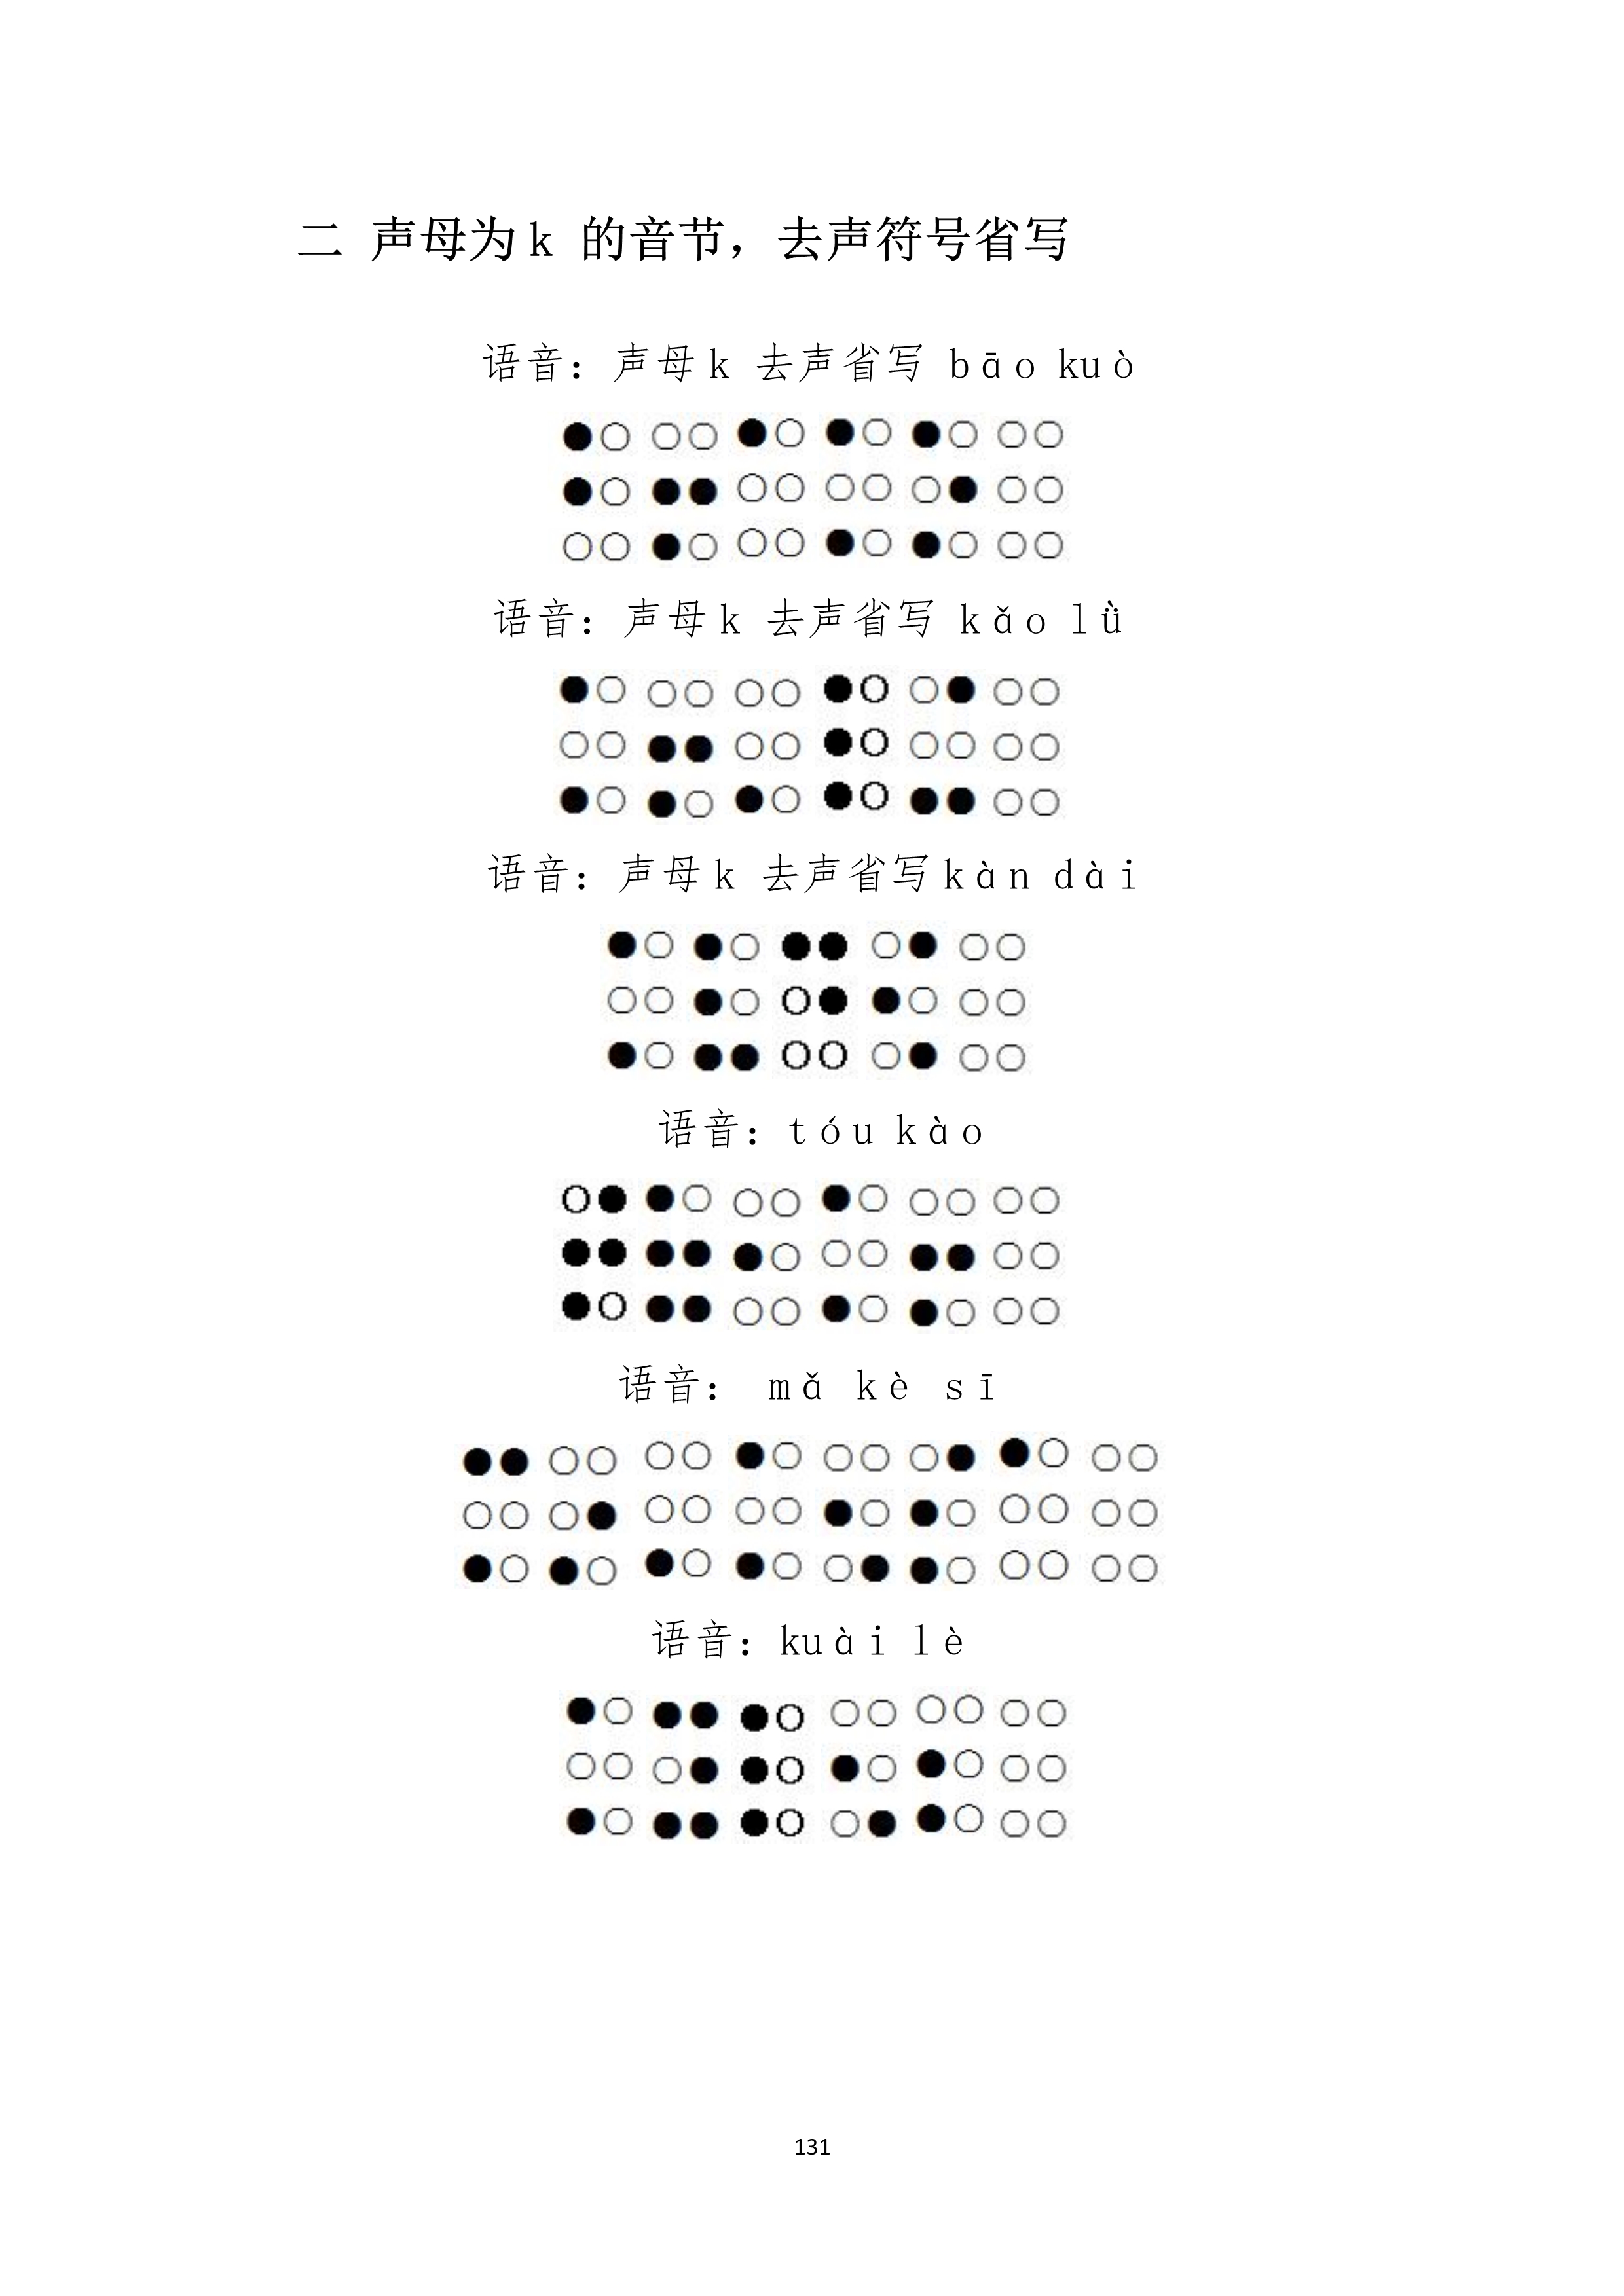 二 声母为k 的音节，去声符号省写
语音：声母k 去声省写 bāo kuò
语音：声母k 去声省写 kǎo lǜ
语音：声母k 去声省写kàn dài
语音：tóu kào
语音： mǎ kè sī
语音：kuài lè
131